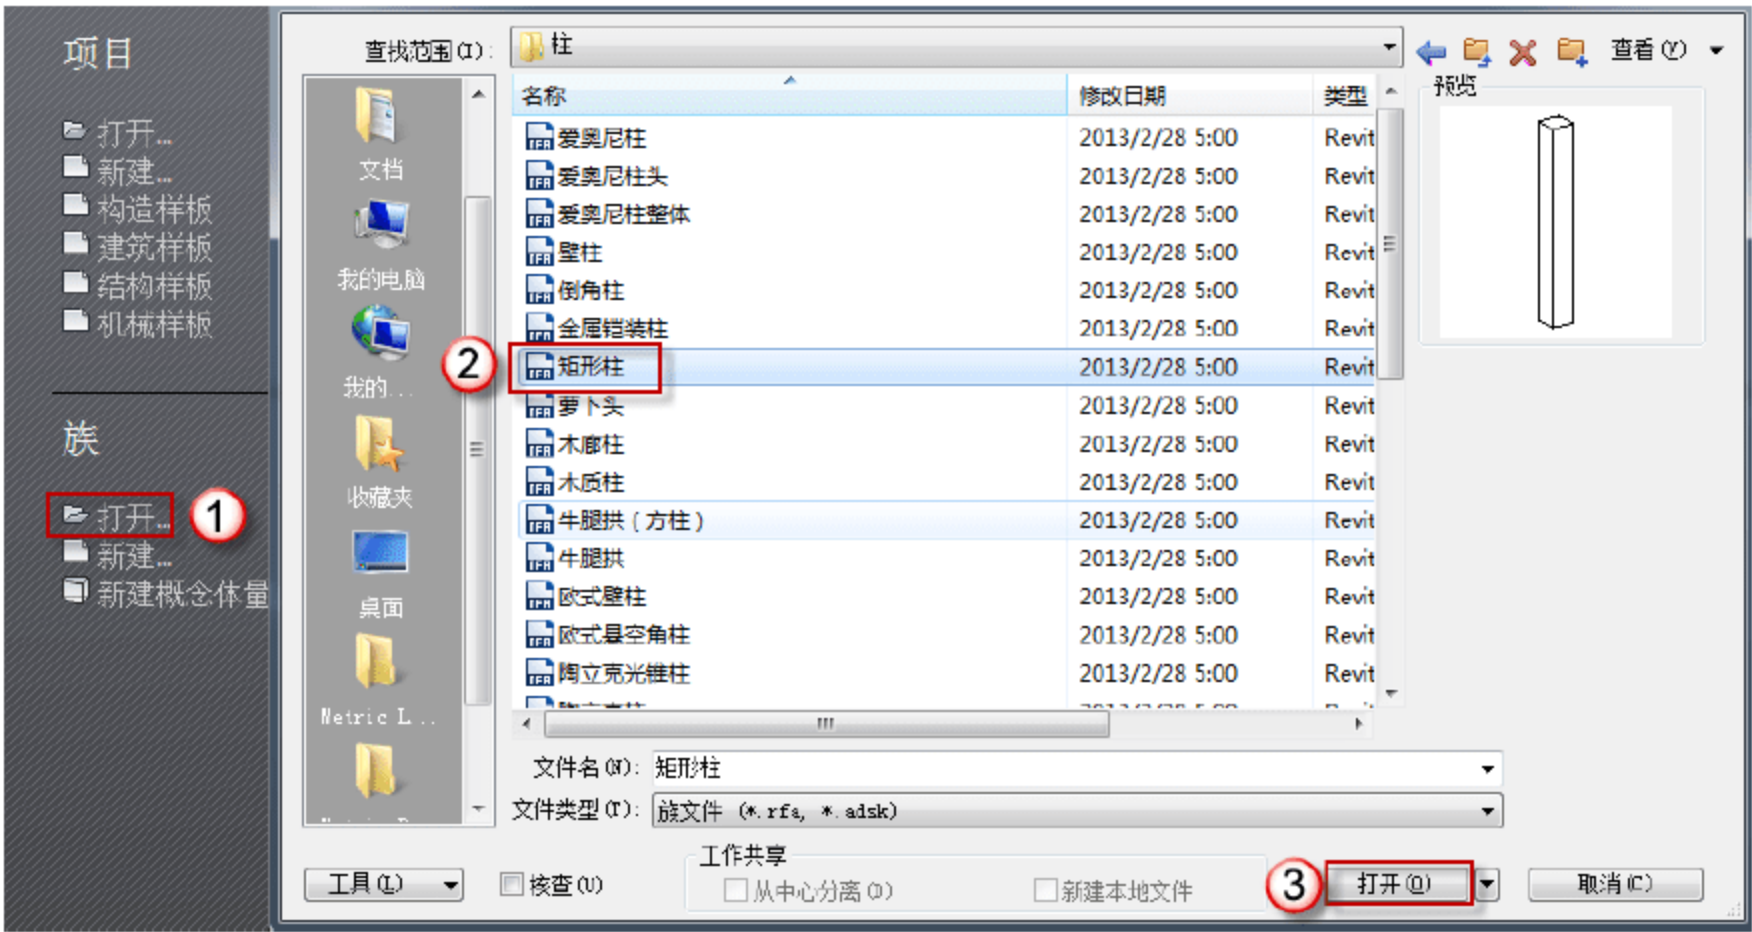 项目
打开...
新建...
构造样板
建筑样板
结构样板
机械样板
族
打开...
1
新建...
新建概念体量
查找范围(I):
柱
查看(V)
文档
我的电脑
我的...
收藏夹
桌面
Metric L...
名称 修改日期 类型
爱奥尼柱 2013/2/28 5:00 Revit
爱奥尼柱头 2013/2/28 5:00 Revit
爱奥尼柱整体 2013/2/28 5:00 Revit
壁柱 2013/2/28 5:00 Revit
倒角柱 2013/2/28 5:00 Revit
金属铠装柱 2013/2/28 5:00 Revit
2
矩形柱 2013/2/28 5:00 Revit
萝卜头 2013/2/28 5:00 Revit
木廊柱 2013/2/28 5:00 Revit
木质柱 2013/2/28 5:00 Revit
牛腿拱(方柱) 2013/2/28 5:00 Revit
牛腿拱 2013/2/28 5:00 Revit
欧式壁柱 2013/2/28 5:00 Revit
欧式悬空角柱 2013/2/28 5:00 Revit
陶立克光锥柱 2013/2/28 5:00 Revit
预览
文件名(N): 矩形柱
文件类型(T): 族文件 (*.rfa, *.adsk)
工具(L)
核查(U)
工作共享
从中心分离(D)
新建本地文件
3
打开(O)
取消(C)